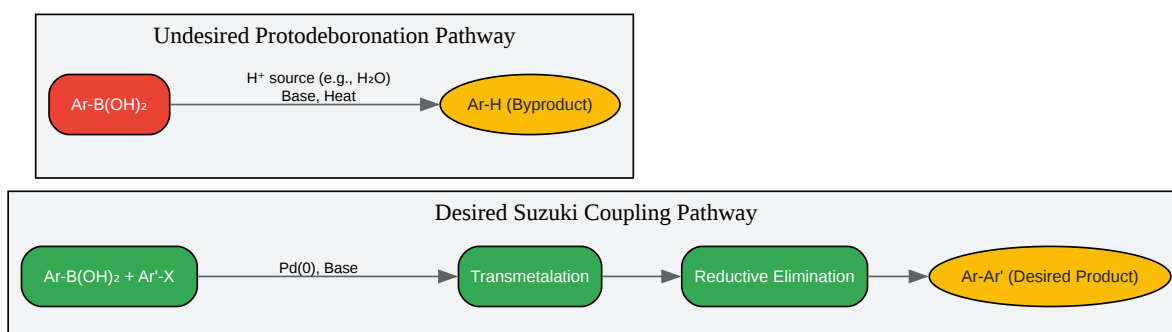 Undesired Protodeboronation Pathway
Ar-B(OH)₂
H⁺ source (e.g., H₂O)
Base, Heat
Ar-H (Byproduct)
Desired Suzuki Coupling Pathway
Ar-B(OH)₂ + Ar'-X
Pd(0), Base
Transmetalation
Reductive Elimination
Ar-Ar' (Desired Product)